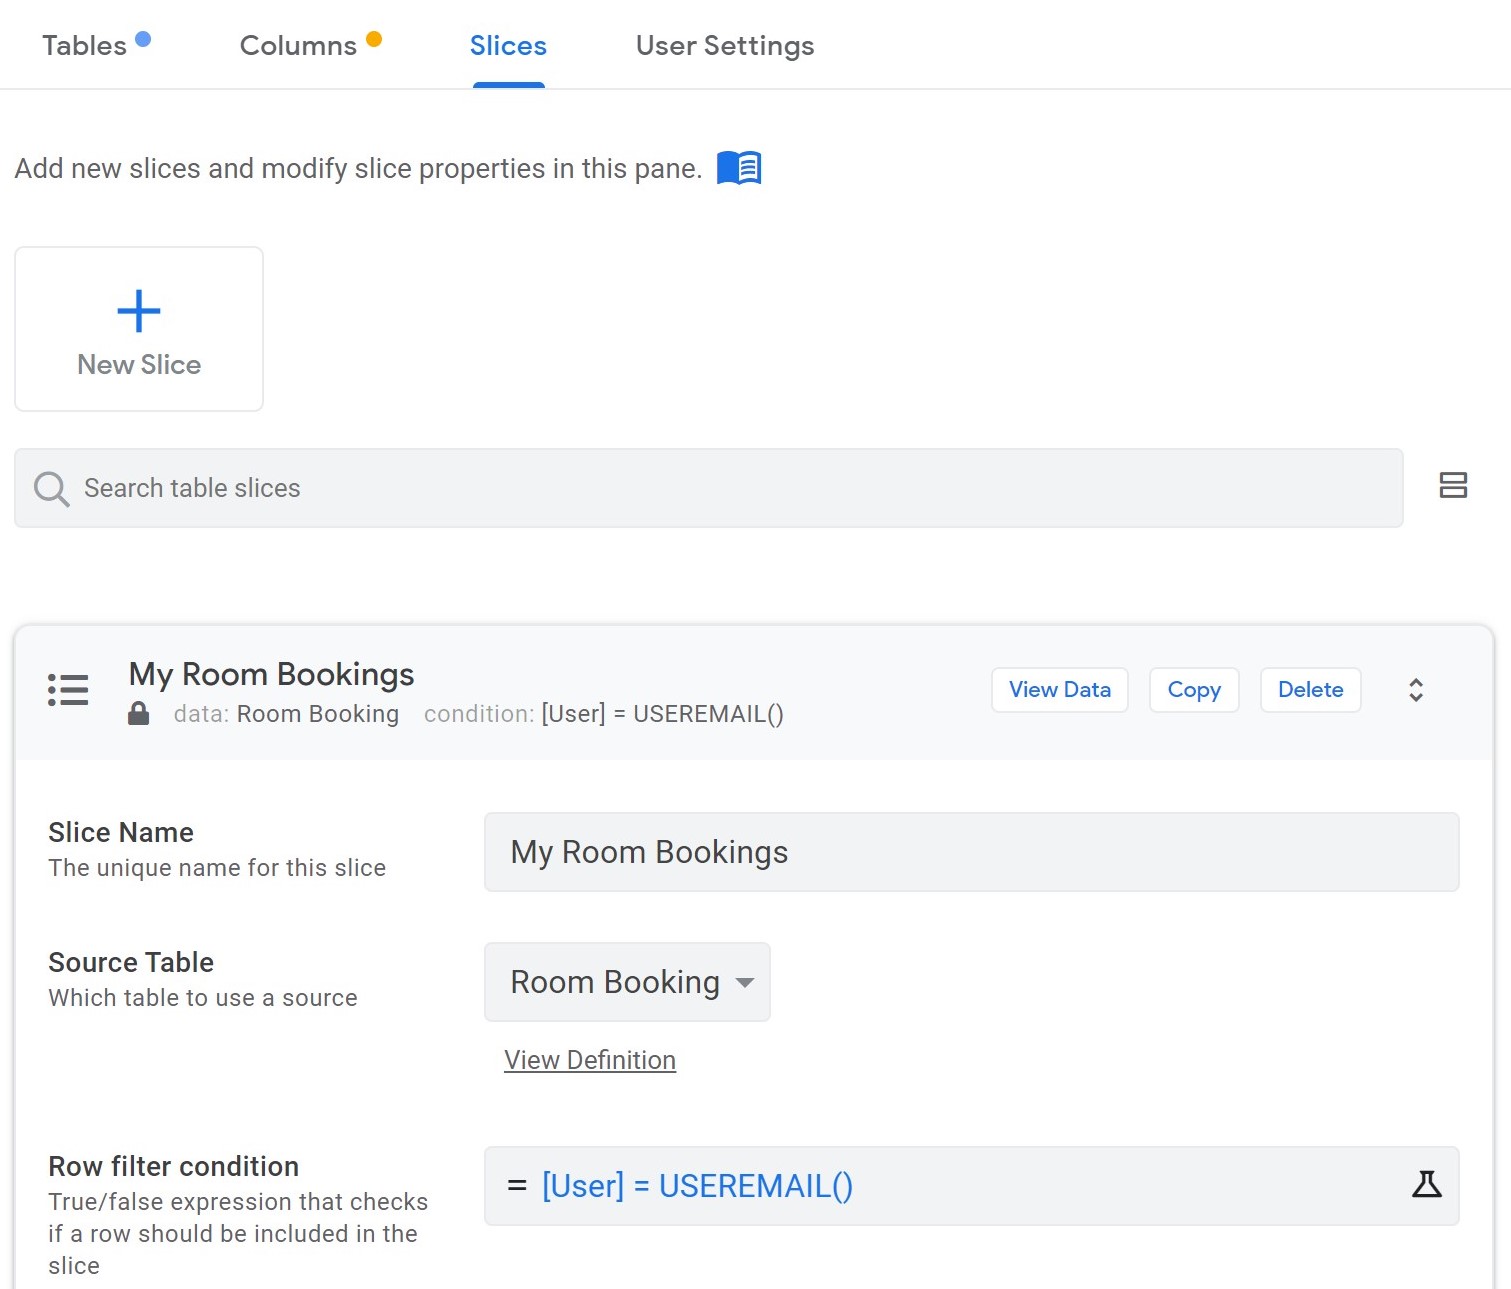 Tables Columns Slices User Settings
Add new slices and modify slice properties in this pane.
New Slice
Search table slices
My Room Bookings
data: Room Booking condition: [User] = USEREMAIL()
View Data Copy Delete
Slice Name
The unique name for this slice
My Room Bookings
Source Table
Which table to use a source
Room Booking
View Definition
Row filter condition
True/false expression that checks
if a row should be included in the
slice
= [User] = USEREMAIL()